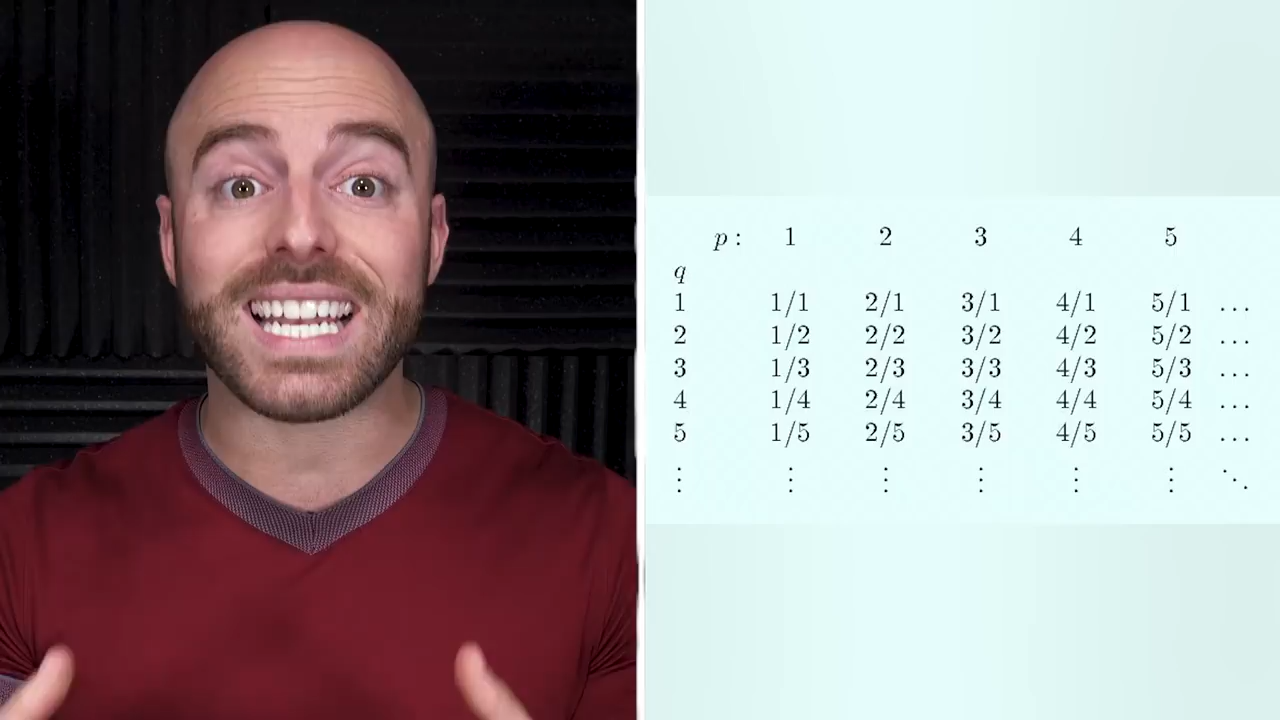 p : 1 2 3 4 5
q
1 1/1 2/1 3/1 4/1 5/1 ...
2 1/2 2/2 3/2 4/2 5/2 ...
3 1/3 2/3 3/3 4/3 5/3 ...
4 1/4 2/4 3/4 4/4 5/4 ...
5 1/5 2/5 3/5 4/5 5/5 ...
⋮ ⋮ ⋮ ⋮ ⋮ ⋮ ⋱